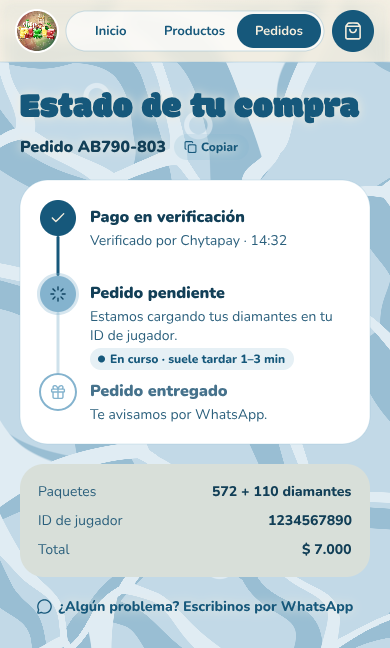 Inicio
Productos
Pedidos
Estado de tu compra
Pedido AB790-803
Copiar
Pago en verificación
Verificado por Chytapay · 14:32
Pedido pendiente
Estamos cargando tus diamantes en tu
ID de jugador.
En curso · suele tardar 1–3 min
Pedido entregado
Te avisamos por WhatsApp.
Paquetes
572 + 110 diamantes
ID de jugador
1234567890
Total
$ 7.000
¿Algún problema? Escribinos por WhatsApp